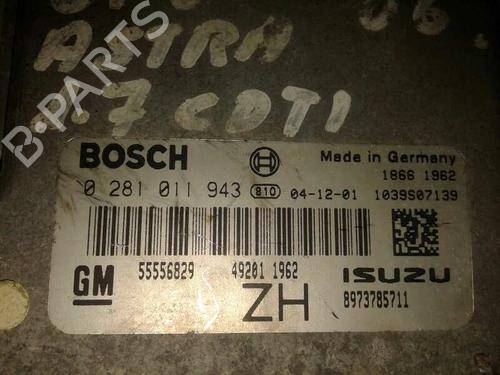 06
ASTRA
1.7 CDTI
B-PARTS
BOSCH Made in Germany
1866 1962
0 281 011 943 810 04-12-01 1039S07139
GM 55556829 49201 1962 ISUZU
ZH 8973785711